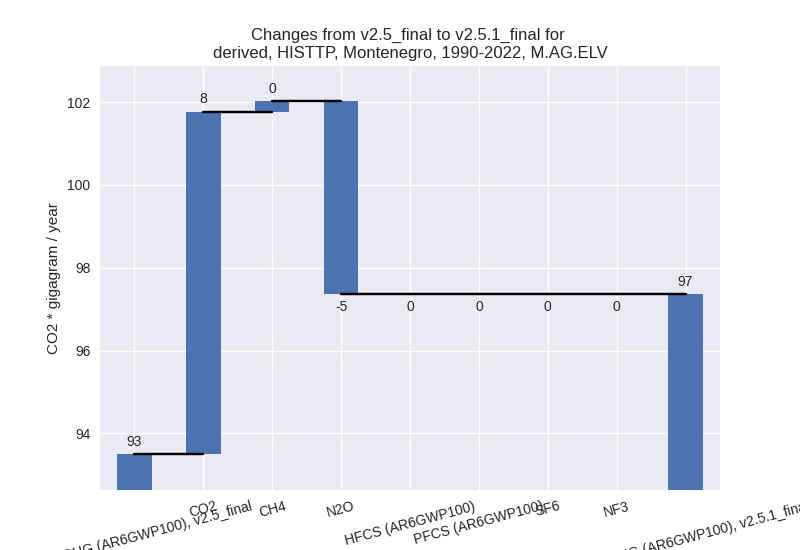 Changes from v2.5_final to v2.5.1_final for
derived, HISTTP, Montenegro, 1990-2022, M.AG.ELV
CO2 * gigagram / year
102
100
98
96
94
93
8
0
-5
0
0
0
0
97
(AR6GWP100), v2.5_final
CO2
CH4
N2O
HFCS (AR6GWP100)
PFCS (AR6GWP100)
SF6
NF3
(AR6GWP100), v2.5.1_fina